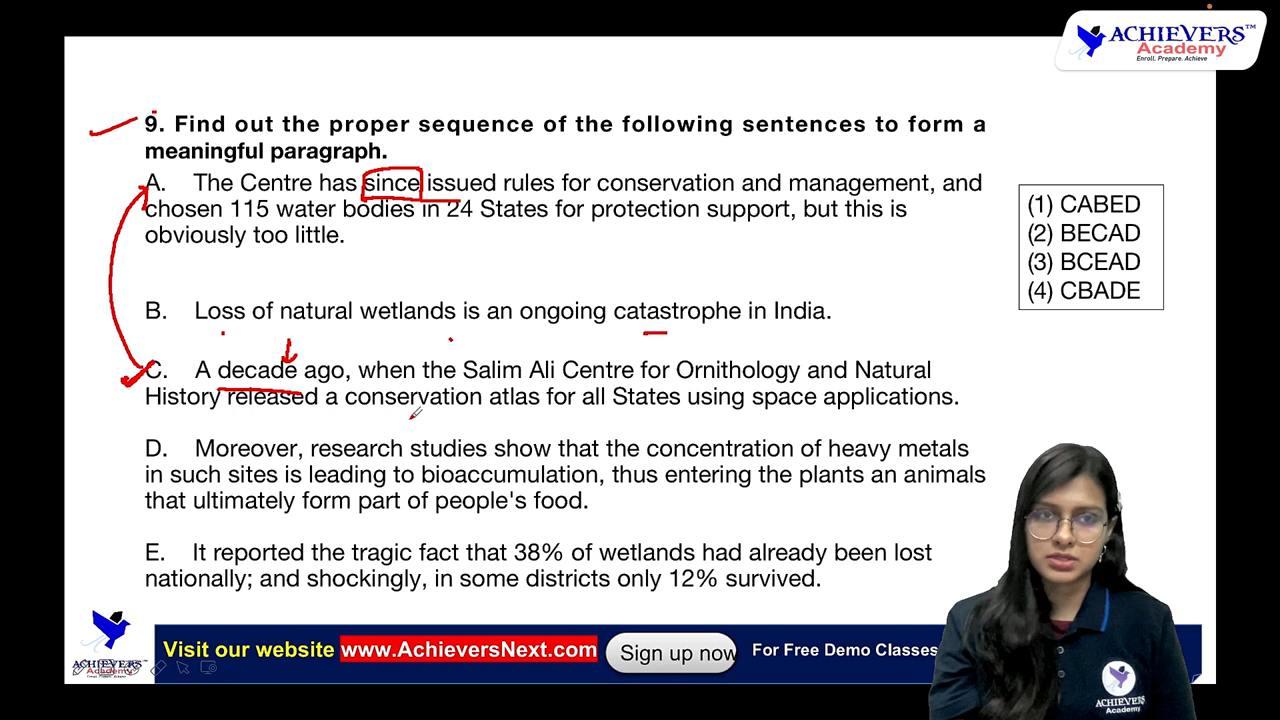 ACHIEVERS™
Academy
Enroll. Prepare. Achieve
9. Find out the proper sequence of the following sentences to form a
meaningful paragraph.
A. The Centre has since issued rules for conservation and management, and
chosen 115 water bodies in 24 States for protection support, but this is
obviously too little.
(1) CABED
(2) BECAD
(3) BCEAD
(4) CBADE
B. Loss of natural wetlands is an ongoing catastrophe in India.
C. A decade ago, when the Salim Ali Centre for Ornithology and Natural
History released a conservation atlas for all States using space applications.
D. Moreover, research studies show that the concentration of heavy metals
in such sites is leading to bioaccumulation, thus entering the plants an animals
that ultimately form part of people's food.
E. It reported the tragic fact that 38% of wetlands had already been lost
nationally; and shockingly, in some districts only 12% survived.
ACHIEVERS
Academy
Visit our website www.AchieversNext.com Sign up now For Free Demo Classes
ACHIEVERS
Academy